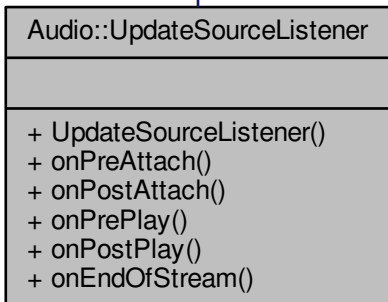 Audio::UpdateSourceListener
+ UpdateSourceListener()
+ onPreAttach()
+ onPostAttach()
+ onPrePlay()
+ onPostPlay()
+ onEndOfStream()